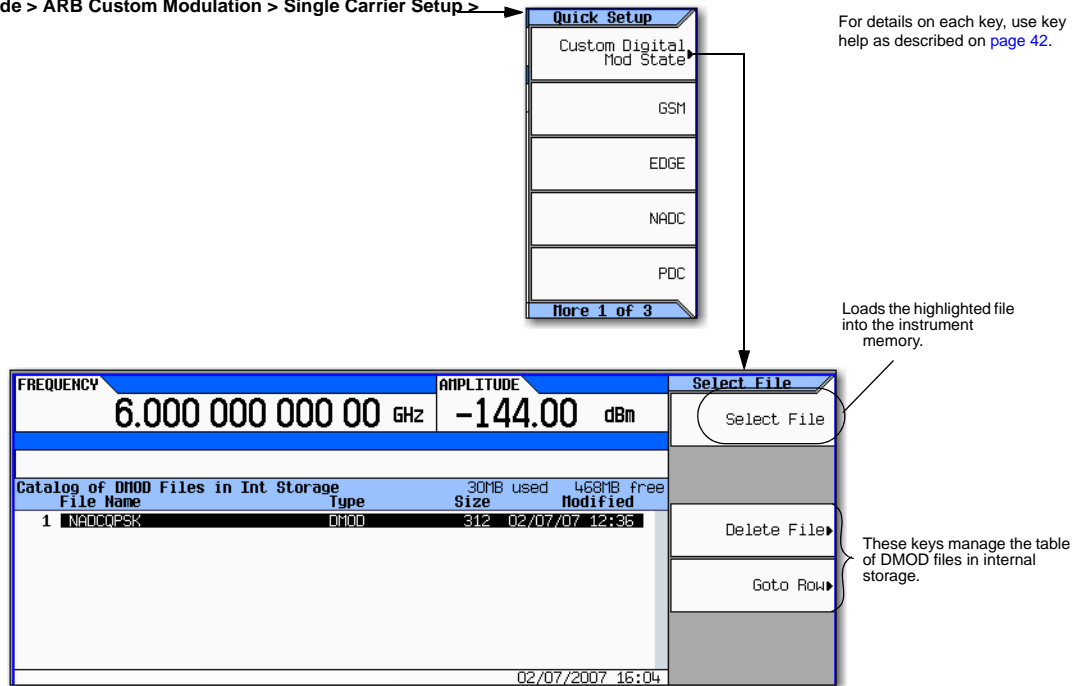 de > ARB Custom Modulation > Single Carrier Setup >
Quick Setup
Custom Digital
Mod State
GSM
EDGE
NADC
PDC
More 1 of 3
For details on each key, use key
help as described on page 42.
Loads the highlighted file
into the instrument
memory.
FREQUENCY
6.000 000 000 00 GHz
AMPLITUDE
-144.00 dBm
Catalog of DMOD Files in Int Storage 30MB used 468MB free
File Name Type Size Modified
1 NADCQPSK DMOD 312 02/07/07 12:36
02/07/2007 16:04
Select File
Select File
Delete File
Goto Row
These keys manage the table
of DMOD files in internal
storage.